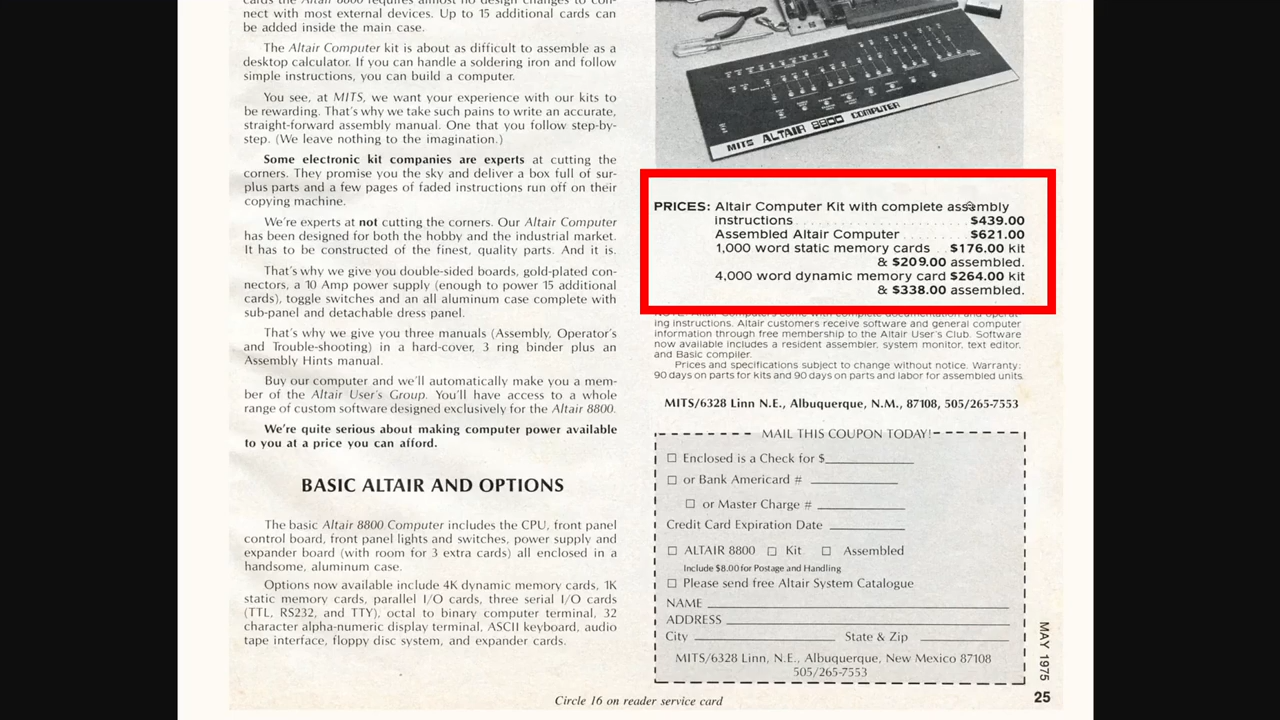 cards the Altair 8800 requires almost no design changes to con-
nect with most external devices. Up to 15 additional cards can
be added inside the main case.
The Altair Computer kit is about as difficult to assemble as a
desktop calculator. If you can handle a soldering iron and follow
simple instructions, you can build a computer.
You see, at MITS, we want your experience with our kits to
be rewarding. That's why we take such pains to write an accurate,
straight-forward assembly manual. One that you follow step-by-
step. (We leave nothing to the imagination.)
Some electronic kit companies are experts at cutting the
corners. They promise you the sky and deliver a box full of sur-
plus parts and a few pages of faded instructions run off on their
copying machine.
We're experts at not cutting the corners. Our Altair Computer
has been designed for both the hobby and the industrial market.
It has to be constructed of the finest, quality parts. And it is.
That's why we give you double-sided boards, gold-plated con-
nectors, a 10 Amp power supply (enough to power 15 additional
cards), toggle switches and an all aluminum case complete with
sub-panel and detachable dress panel.
That's why we give you three manuals (Assembly, Operator's
and Trouble-shooting) in a hard-cover, 3 ring binder plus an
Assembly Hints manual.
Buy our computer and we'll automatically make you a mem-
ber of the Altair User's Group. You'll have access to a whole
range of custom software designed exclusively for the Altair 8800.
We're quite serious about making computer power available
to you at a price you can afford.
BASIC ALTAIR AND OPTIONS
The basic Altair 8800 Computer includes the CPU, front panel
control board, front panel lights and switches, power supply and
expander board (with room for 3 extra cards) all enclosed in a
handsome, aluminum case.
Options now available include 4K dynamic memory cards, 1K
static memory cards, parallel I/O cards, three serial I/O cards
(TTL, RS232, and TTY), octal to binary computer terminal, 32
character alpha-numeric display terminal, ASCII keyboard, audio
tape interface, floppy disc system, and expander cards.
MITS ALTAIR 8800 COMPUTER
PRICES: Altair Computer Kit with complete assembly
instructions . . . . . . . . . . . . . . . . $439.00
Assembled Altair Computer . . . . . . $621.00
1,000 word static memory cards . . $176.00 kit
& $209.00 assembled.
4,000 word dynamic memory card $264.00 kit
& $338.00 assembled.
NOTE: Altair Computers come with complete documentation and operat-
ing instructions. Altair customers receive software and general computer
information through free membership to the Altair User's Club. Software
now available includes a resident assembler, system monitor, text editor,
and Basic compiler.
Prices and specifications subject to change without notice. Warranty:
90 days on parts for kits and 90 days on parts and labor for assembled units.
MITS/6328 Linn N.E., Albuquerque, N.M., 87108, 505/265-7553
MAIL THIS COUPON TODAY!
☐ Enclosed is a Check for $
☐ or Bank Americard #
☐ or Master Charge #
Credit Card Expiration Date
☐ ALTAIR 8800 ☐ Kit ☐ Assembled
Include $8.00 for Postage and Handling
☐ Please send free Altair System Catalogue
NAME
ADDRESS
City State & Zip
MITS/6328 Linn, N.E., Albuquerque, New Mexico 87108
505/265-7553
MAY 1975
25
Circle 16 on reader service card